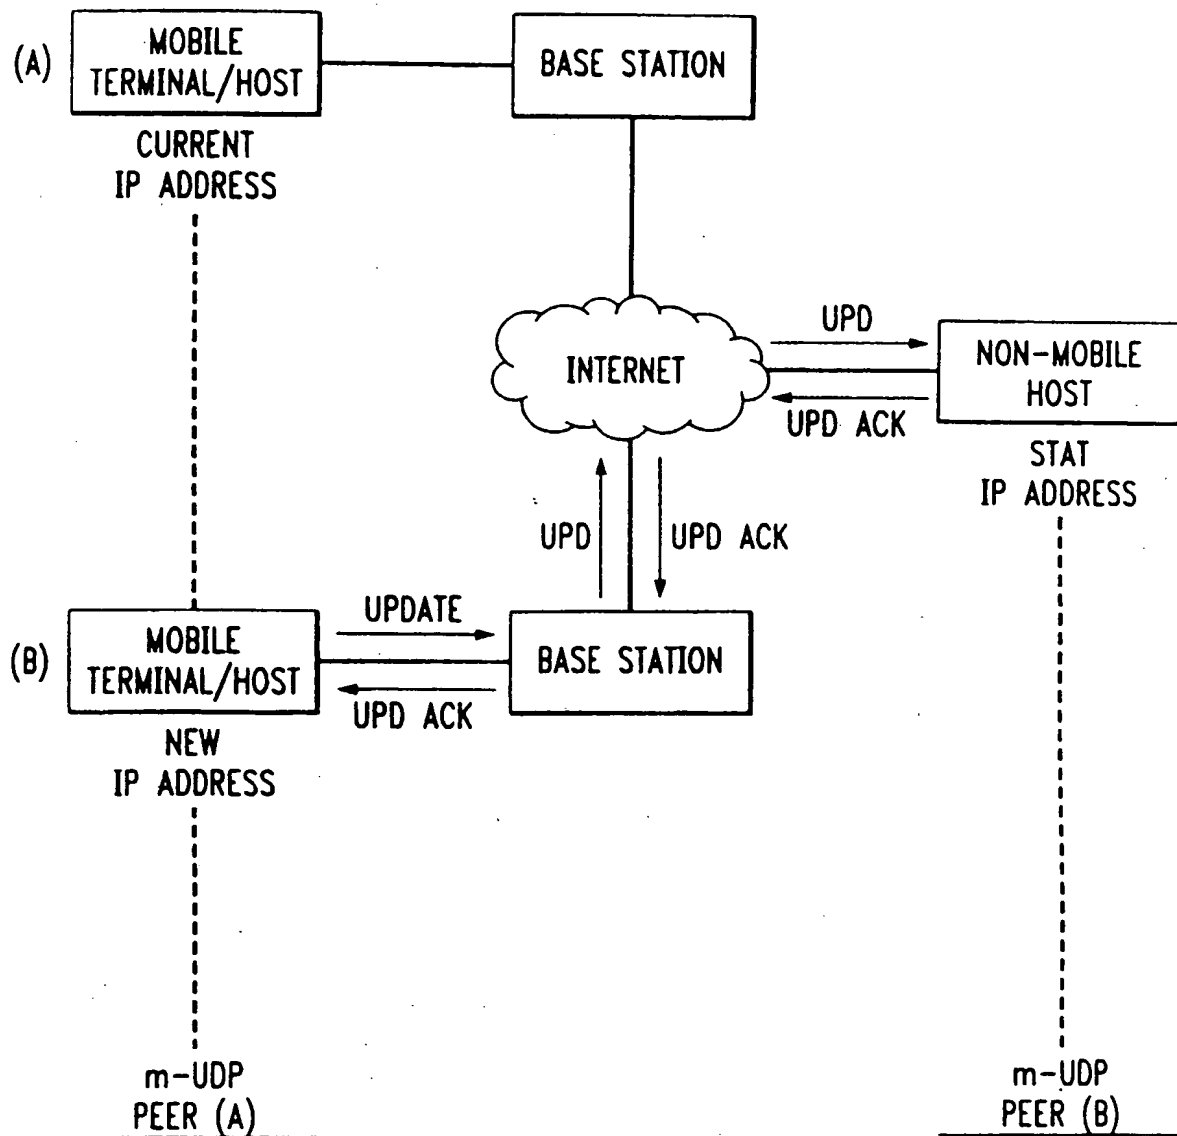 (A)
MOBILE
TERMINAL/HOST
BASE STATION
CURRENT
IP ADDRESS
INTERNET
UPD
UPD ACK
NON-MOBILE
HOST
STAT
IP ADDRESS
UPD
UPD ACK
(B)
MOBILE
TERMINAL/HOST
UPDATE
UPD ACK
BASE STATION
NEW
IP ADDRESS
m-UDP
PEER (A)
m-UDP
PEER (B)